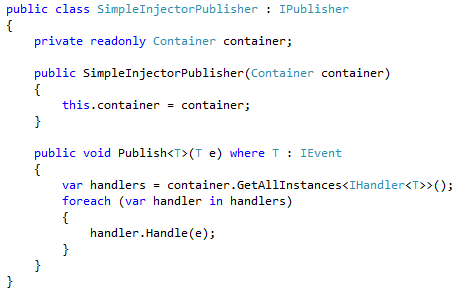 public class SimpleInjectorPublisher : IPublisher
{
    private readonly Container container;

    public SimpleInjectorPublisher(Container container)
    {
        this.container = container;
    }

    public void Publish<T>(T e) where T : IEvent
    {
        var handlers = container.GetAllInstances<IHandler<T>>();
        foreach (var handler in handlers)
        {
            handler.Handle(e);
        }
    }
}